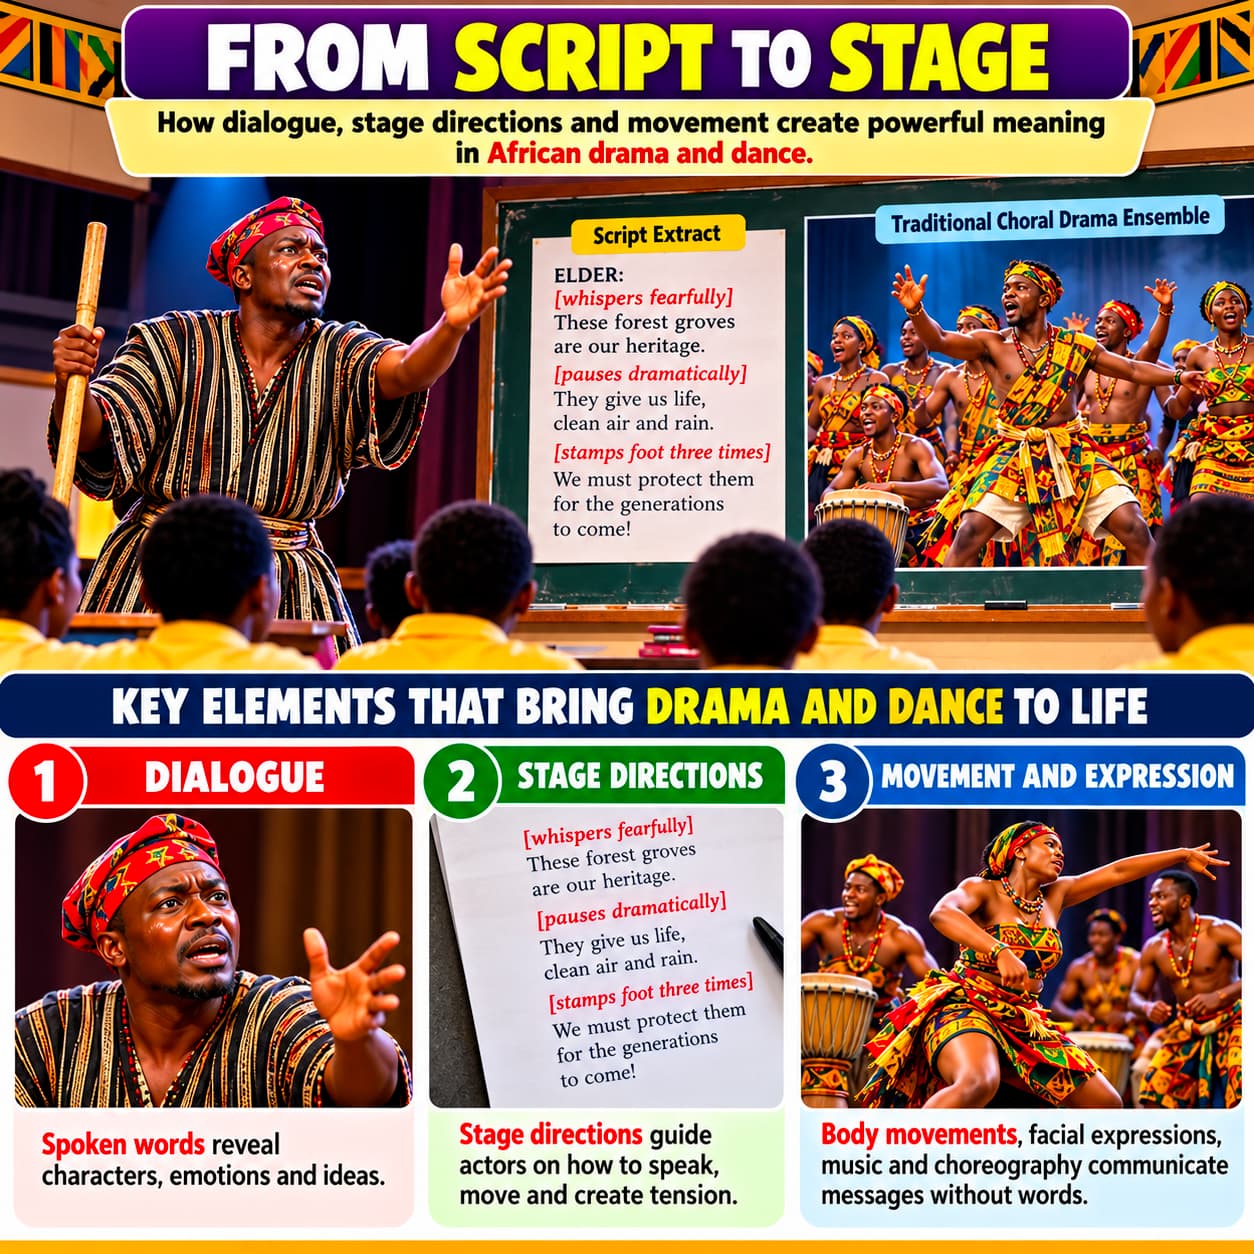 FROM SCRIPT TO STAGE
How dialogue, stage directions and movement create powerful meaning
in African drama and dance.
Script Extract
ELDER:
[whispers fearfully]
These forest groves
are our heritage.
[pauses dramatically]
They give us life,
clean air and rain.
[stamps foot three times]
We must protect them
for the generations
to come!
Traditional Choral Drama Ensemble
KEY ELEMENTS THAT BRING DRAMA AND DANCE TO LIFE
1 DIALOGUE
Spoken words reveal
characters, emotions and ideas.
2 STAGE DIRECTIONS
[whispers fearfully]
These forest groves
are our heritage.
[pauses dramatically]
They give us life,
clean air and rain.
[stamps foot three times]
We must protect them
for the generations
to come!
Stage directions guide
actors on how to speak,
move and create tension.
3 MOVEMENT AND EXPRESSION
Body movements, facial expressions,
music and choreography communicate
messages without words.